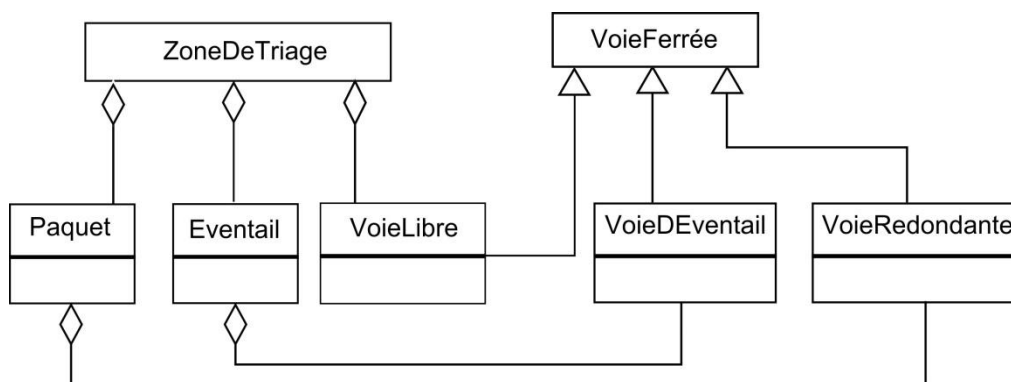 ZoneDeTriage
VoieFerrée
Paquet
Eventail
VoieLibre
VoieDEventail
VoieRedondante